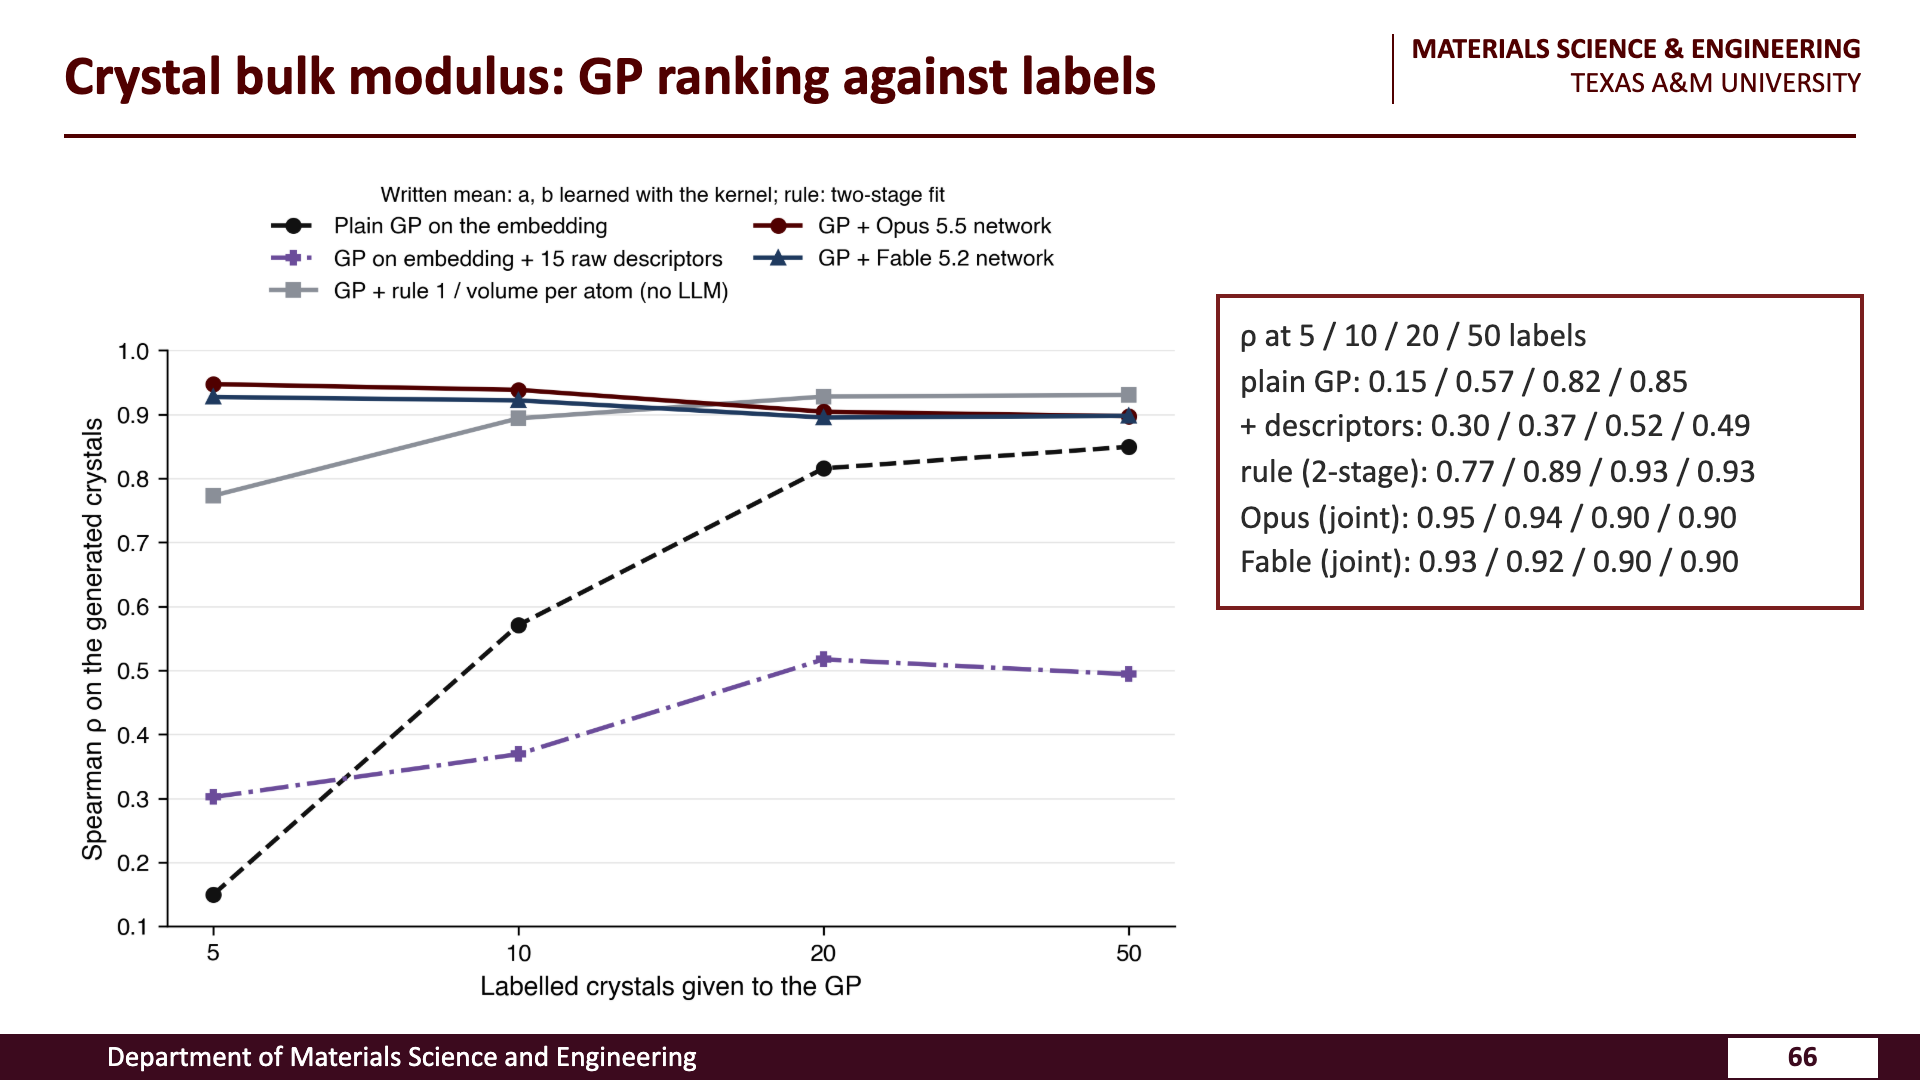 Crystal bulk modulus: GP ranking against labels
MATERIALS SCIENCE & ENGINEERING
TEXAS A&M UNIVERSITY
Written mean: a, b learned with the kernel; rule: two-stage fit
Plain GP on the embedding
GP on embedding + 15 raw descriptors
GP + rule 1 / volume per atom (no LLM)
GP + Opus 5.5 network
GP + Fable 5.2 network
Spearman ρ on the generated crystals
1.0
0.9
0.8
0.7
0.6
0.5
0.4
0.3
0.2
0.1
5
10
20
50
Labelled crystals given to the GP
ρ at 5 / 10 / 20 / 50 labels
plain GP: 0.15 / 0.57 / 0.82 / 0.85
+ descriptors: 0.30 / 0.37 / 0.52 / 0.49
rule (2-stage): 0.77 / 0.89 / 0.93 / 0.93
Opus (joint): 0.95 / 0.94 / 0.90 / 0.90
Fable (joint): 0.93 / 0.92 / 0.90 / 0.90
Department of Materials Science and Engineering
66